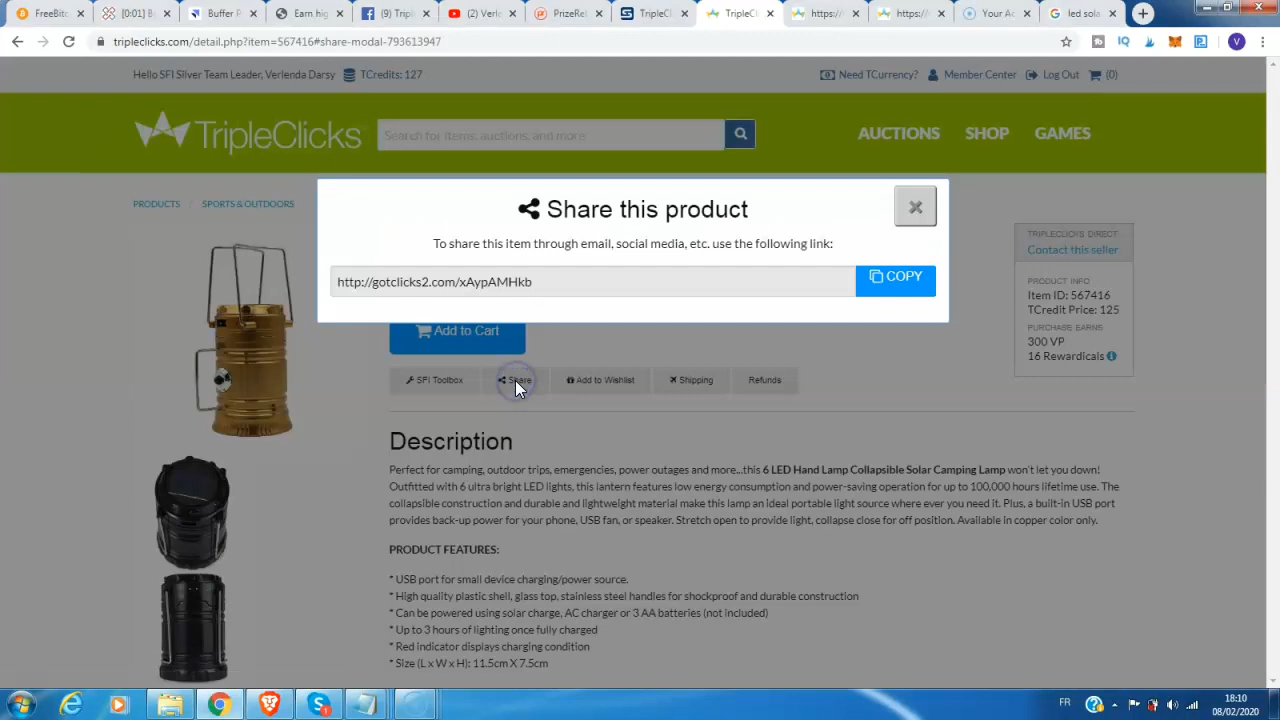 FreeBitc
[0:01] B
Buffer P
Earn.hig
(9) Tripl
(2) Verle
PrizeRel
TripleCl
TripleCl
https://
https://
Your Ac
led solar
tripleclicks.com/detail.php?item=567416#share-modal-793613947
Hello SFI Silver Team Leader, Verlenda Darsy TCredits: 127
Need TCurrency? Member Center Log Out (0)
TripleClicks
Search for items, auctions, and more
AUCTIONS SHOP GAMES
PRODUCTS SPORTS & OUTDOORS
Share this product
To share this item through email, social media, etc. use the following link:
http://gotclicks2.com/xAypAMHkb
COPY
TRIPLECLICKS DIRECT
Contact this seller
PRODUCT INFO
Item ID: 567416
TCredit Price: 125
PURCHASE EARNS
300 VP
16 Rewardicals
Add to Cart
SFI Toolbox Share Add to Wishlist Shipping Refunds
Description
Perfect for camping, outdoor trips, emergencies, power outages and more...this 6 LED Hand Lamp Collapsible Solar Camping Lamp won't let you down!
Outfitted with 6 ultra bright LED lights, this lantern features low energy consumption and power-saving operation for up to 100,000 hours lifetime use. The
collapsible construction and durable and lightweight material make this lamp an ideal portable light source where ever you need it. Plus, a built-in USB port
provides back-up power for your phone, USB fan, or speaker. Stretch open to provide light, collapse close for off position. Available in copper color only.
PRODUCT FEATURES:
* USB port for small device charging/power source.
* High quality plastic shell, glass top, stainless steel handles for shockproof and durable construction
* Can be powered using solar charge, AC charger or 3 AA batteries (not included)
* Up to 3 hours of lighting once fully charged
* Red indicator displays charging condition
* Size (L x W x H): 11.5cm X 7.5cm
FR
18:10
08/02/2020